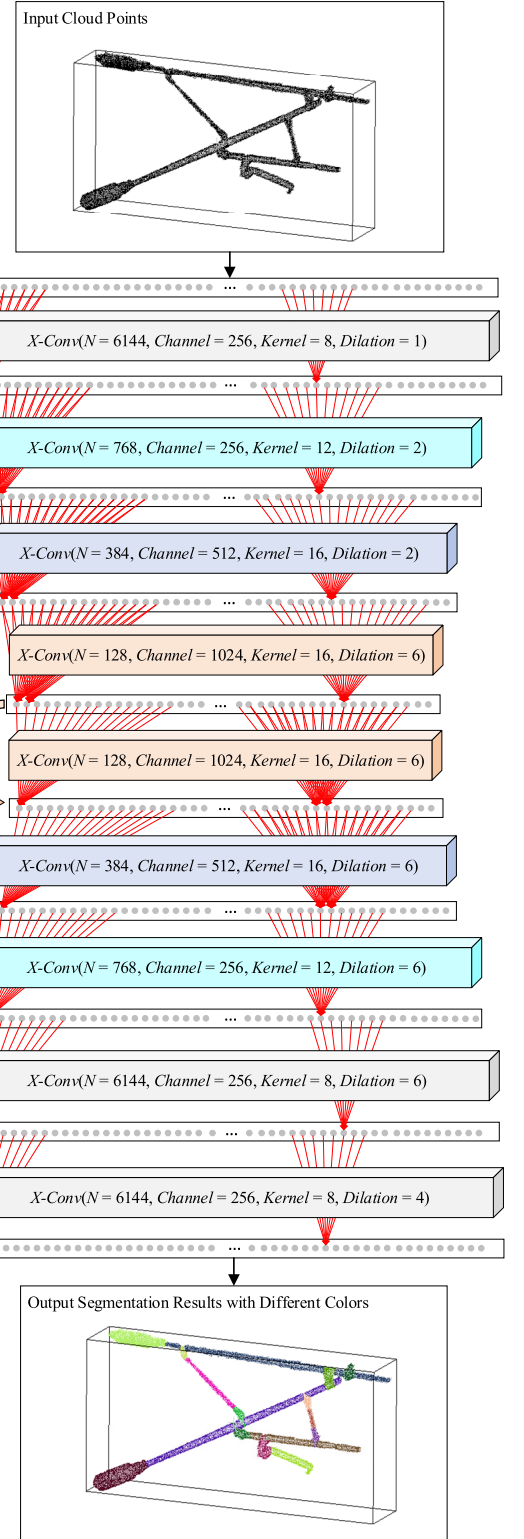 Input Cloud Points
...
X-Conv(N = 6144, Channel = 256, Kernel = 8, Dilation = 1)
...
X-Conv(N = 768, Channel = 256, Kernel = 12, Dilation = 2)
...
X-Conv(N = 384, Channel = 512, Kernel = 16, Dilation = 2)
...
X-Conv(N = 128, Channel = 1024, Kernel = 16, Dilation = 6)
...
X-Conv(N = 128, Channel = 1024, Kernel = 16, Dilation = 6)
...
X-Conv(N = 384, Channel = 512, Kernel = 16, Dilation = 6)
...
X-Conv(N = 768, Channel = 256, Kernel = 12, Dilation = 6)
...
X-Conv(N = 6144, Channel = 256, Kernel = 8, Dilation = 6)
...
X-Conv(N = 6144, Channel = 256, Kernel = 8, Dilation = 4)
...
Output Segmentation Results with Different Colors